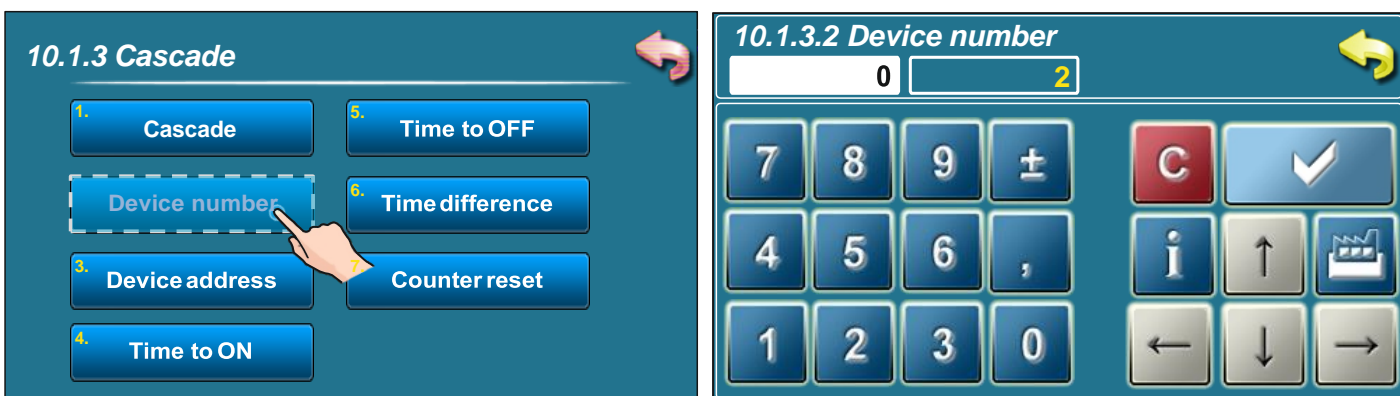 10.1.3 Cascade
1. Cascade
5. Time to OFF
Device number
6. Time difference
3. Device address
7. Counter reset
4. Time to ON
10.1.3.2 Device number
0 2
7 8 9 ± C
4 5 6 , i ↑
1 2 3 0 ← ↓ →